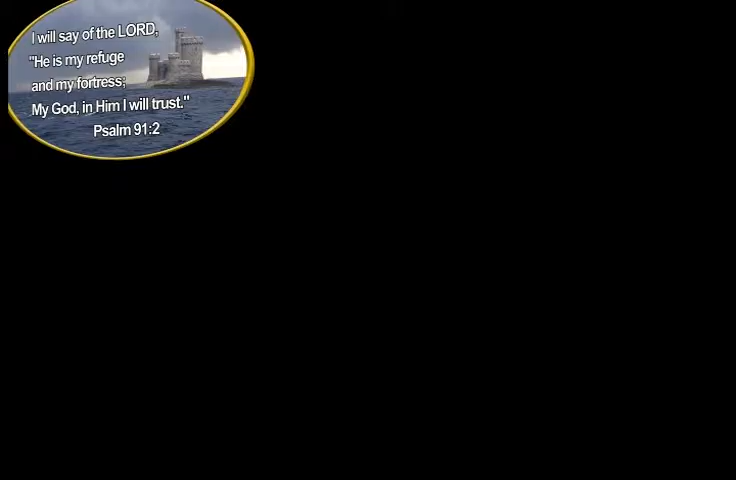 I will say of the LORD,
"He is my refuge
and my fortress;
My God, in Him I will trust."
Psalm 91:2